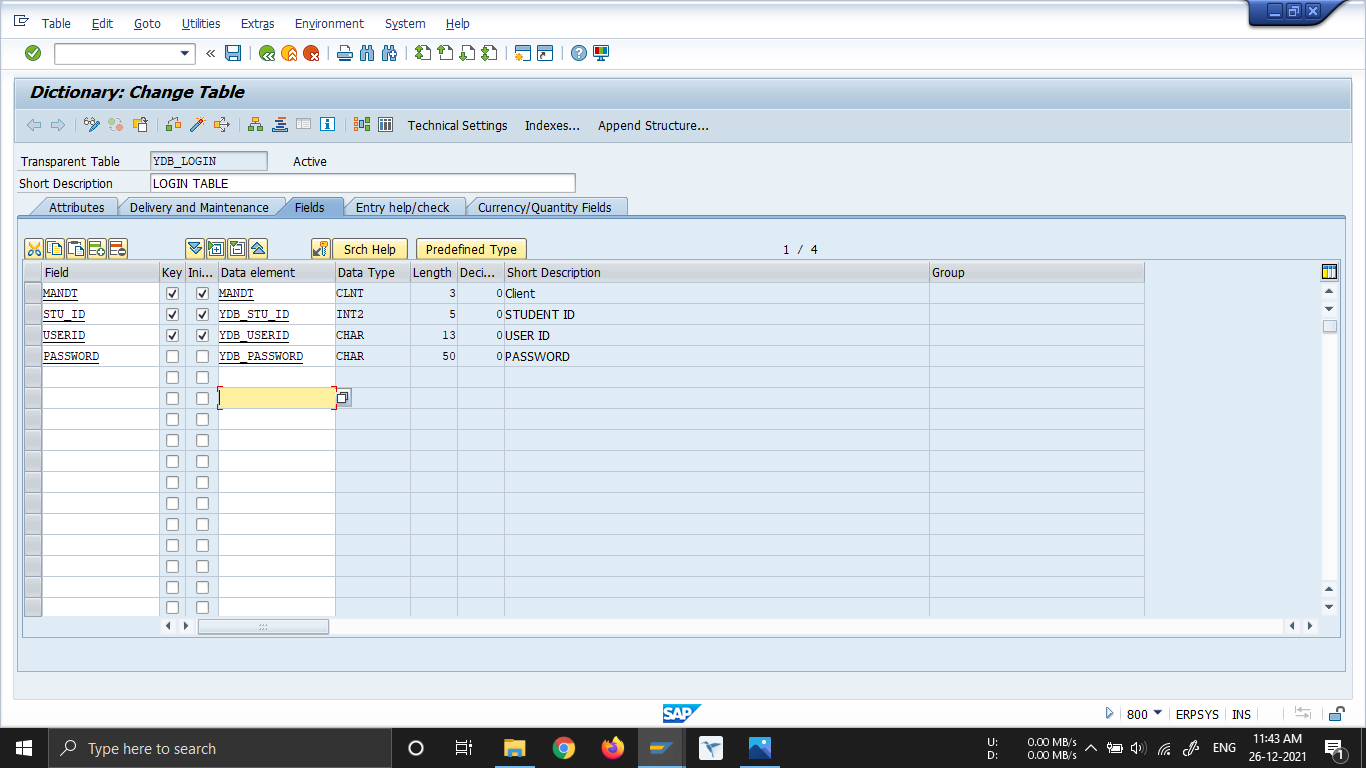 Table Edit Goto Utilities Extras Environment System Help
Dictionary: Change Table
Technical Settings Indexes... Append Structure...
Transparent Table YDB_LOGIN Active
Short Description LOGIN TABLE
Attributes Delivery and Maintenance Fields Entry help/check Currency/Quantity Fields
Srch Help Predefined Type 1 / 4
Field Key Ini... Data element Data Type Length Deci... Short Description Group
MANDT MANDT CLNT 3 0 Client
STU_ID YDB_STU_ID INT2 5 0 STUDENT ID
USERID YDB_USERID CHAR 13 0 USER ID
PASSWORD YDB_PASSWORD CHAR 50 0 PASSWORD
SAP 800 ERPSYS INS
Type here to search
U: 0.00 MB/s
D: 0.00 MB/s
ENG
11:43 AM
26-12-2021
1